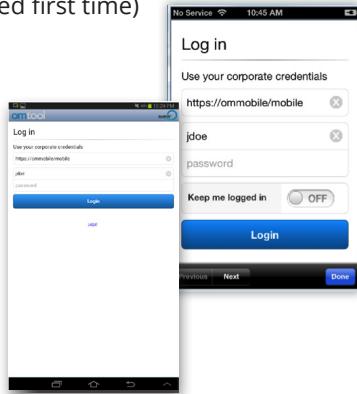 ed first time)
No Service 10:45 AM
Log in
Use your corporate credentials
https://ommobile/mobile
jdoe
password
Keep me logged in OFF
Login
Previous Next Done
omtool
Log in
Use your corporate credentials
https://ommobile/mobile
jdoe
password
Login